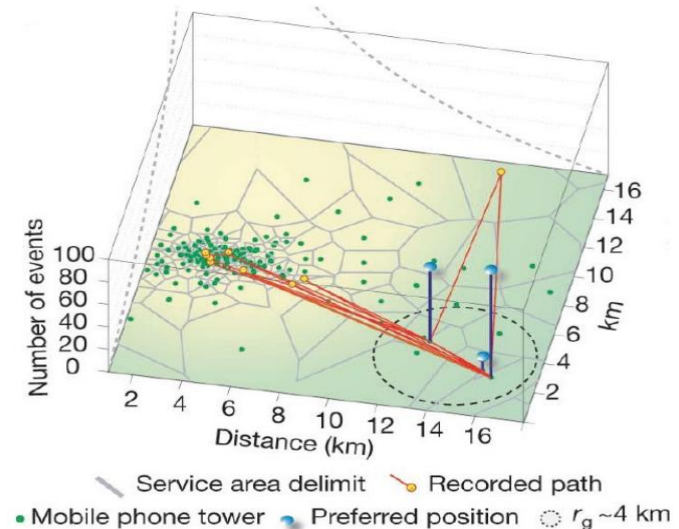 100
80
60
40
20
0
Number of events
2
4
6
8
10
12
14
16
Distance (km)
16
14
12
10
8
6
4
2
km
Service area delimit
Recorded path
Mobile phone tower
Preferred position
rg ~4 km